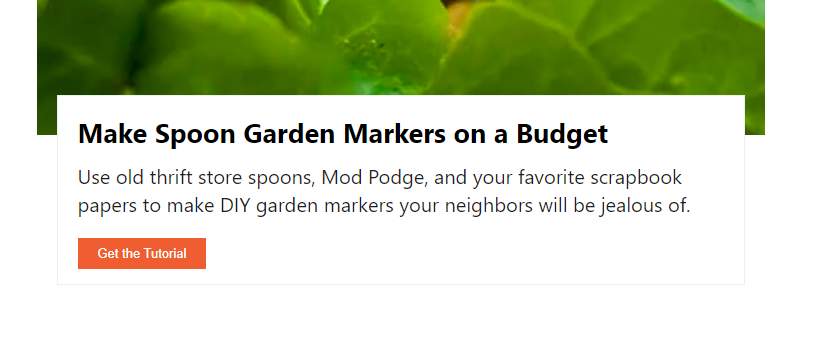 Make Spoon Garden Markers on a Budget
Use old thrift store spoons, Mod Podge, and your favorite scrapbook
papers to make DIY garden markers your neighbors will be jealous of.
Get the Tutorial